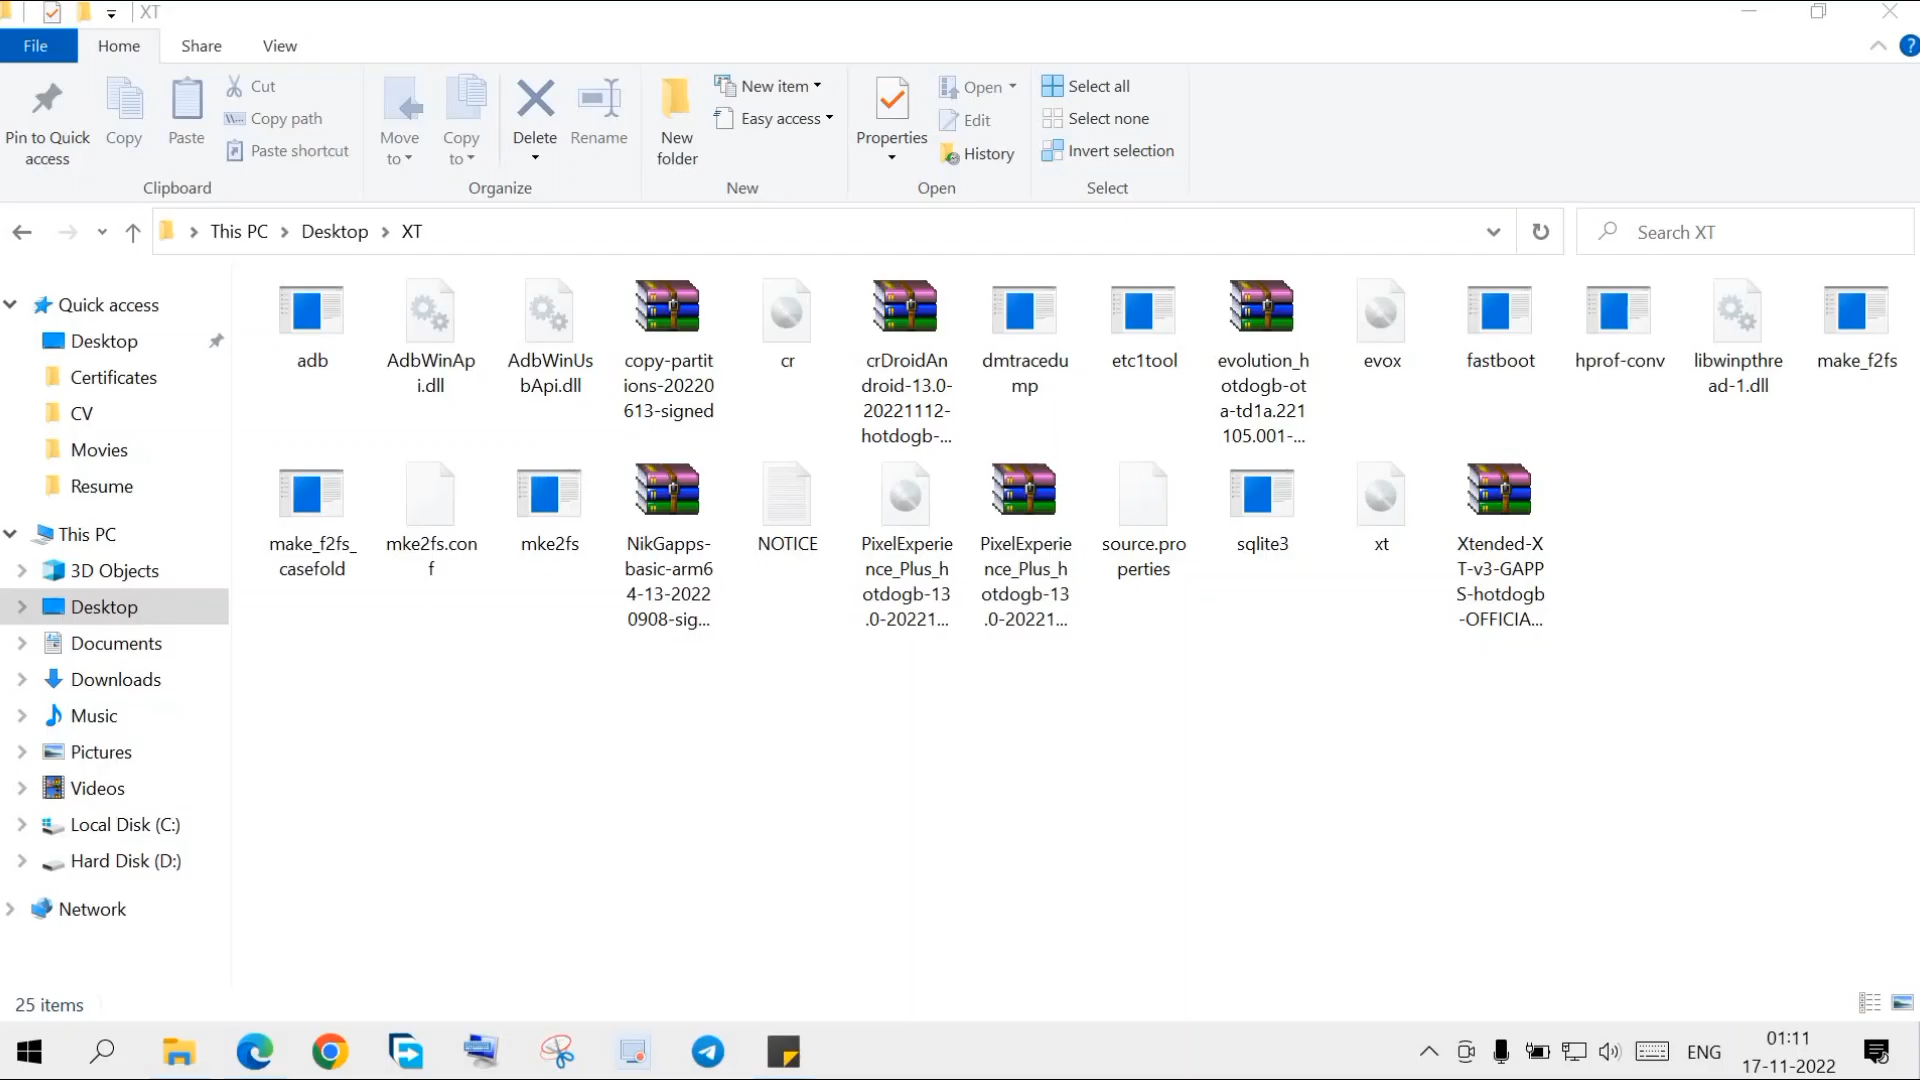 XT
File
Home
Share
View
?
Pin to Quick
access
Copy
Paste
Cut
Copy path
Paste shortcut
Clipboard
Move
to
Copy
to
Delete
Rename
Organize
New
folder
New item
Easy access
New
Properties
Open
Edit
History
Open
Select all
Select none
Invert selection
Select
This PC
Desktop
XT
Search XT
Quick access
Desktop
Certificates
CV
Movies
Resume
This PC
3D Objects
Desktop
Documents
Downloads
Music
Pictures
Videos
Local Disk (C:)
Hard Disk (D:)
Network
adb
AdbWinAp
i.dll
AdbWinUs
bApi.dll
copy-partit
ions-20220
613-signed
cr
crDroidAn
droid-13.0-
20221112-
hotdogb-...
dmtracedu
mp
etc1tool
evolution_h
otdogb-ot
a-td1a.221
105.001-...
evox
fastboot
hprof-conv
libwinpthre
ad-1.dll
make_f2fs
make_f2fs_
casefold
mke2fs.con
f
mke2fs
NikGapps-
basic-arm6
4-13-2022
0908-sig...
NOTICE
PixelExperie
nce_Plus_h
otdogb-13
.0-20221...
PixelExperie
nce_Plus_h
otdogb-13
.0-20221...
source.pro
perties
sqlite3
xt
Xtended-X
T-v3-GAPP
S-hotdogb
-OFFICIA...
25 items
ENG
01:11
17-11-2022